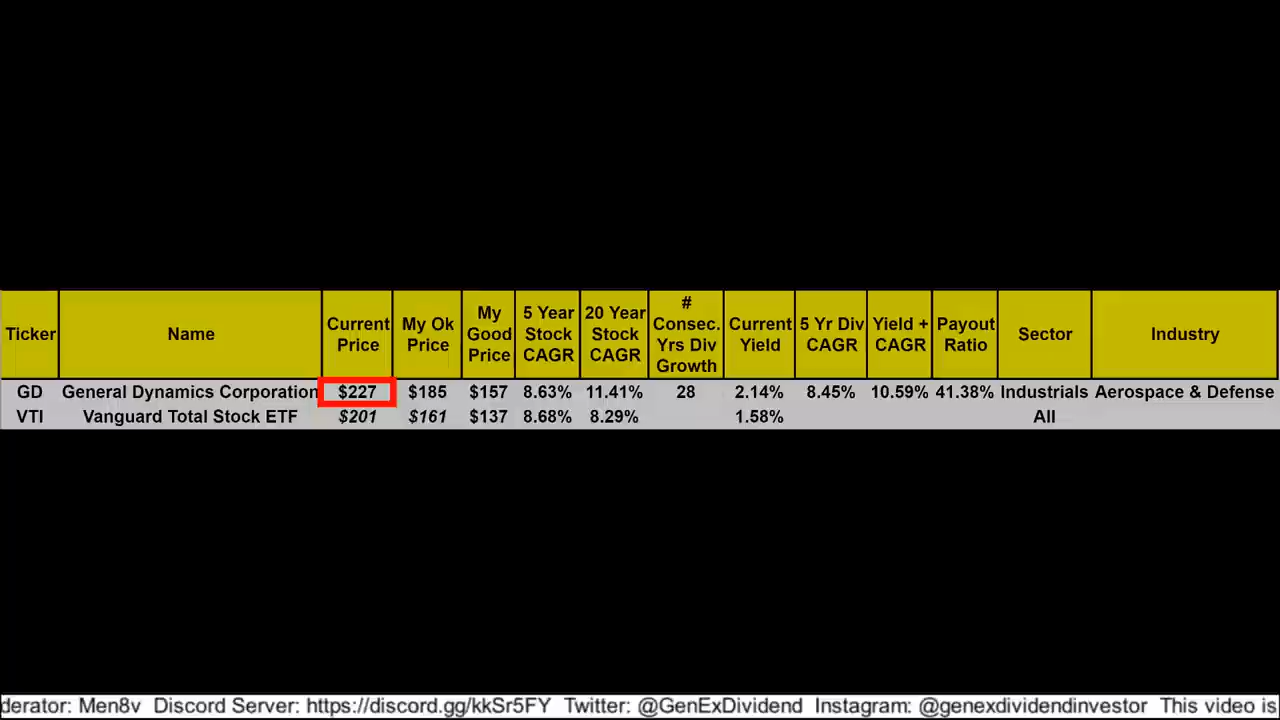 Ticker Name Current Price My Ok Price My Good Price 5 Year Stock CAGR 20 Year Stock CAGR # Consec. Yrs Div Growth Current Yield 5 Yr Div CAGR Yield + CAGR Payout Ratio Sector Industry
GD General Dynamics Corporation $227 $185 $157 8.63% 11.41% 28 2.14% 8.45% 10.59% 41.38% Industrials Aerospace & Defense
VTI Vanguard Total Stock ETF $201 $161 $137 8.68% 8.29% 1.58% All
derator: Men8v Discord Server: https://discord.gg/kkSr5FY Twitter: @GenExDividend Instagram: @genexdividendinvestor This video is